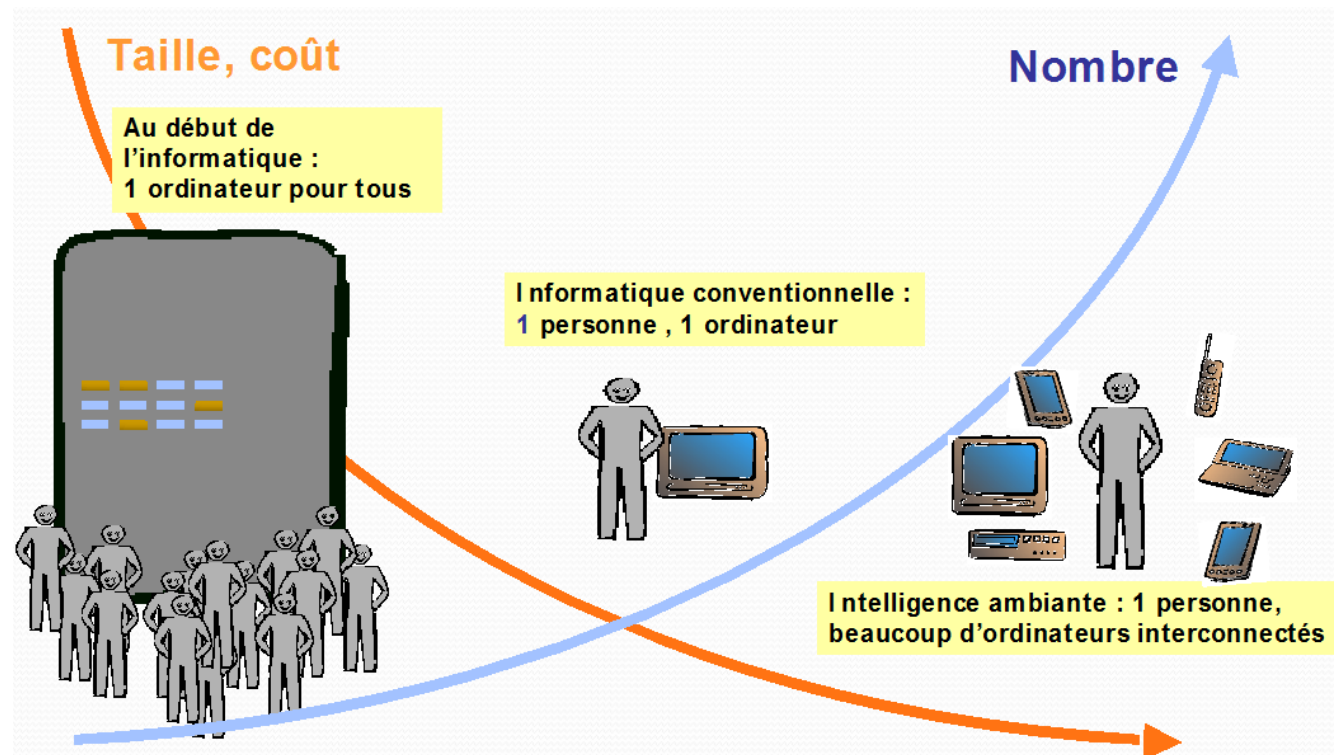 Taille, coût
Nombre
Au début de
l'informatique :
1 ordinateur pour tous
Informatique conventionnelle :
1 personne , 1 ordinateur
Intelligence ambiante : 1 personne,
beaucoup d'ordinateurs interconnectés